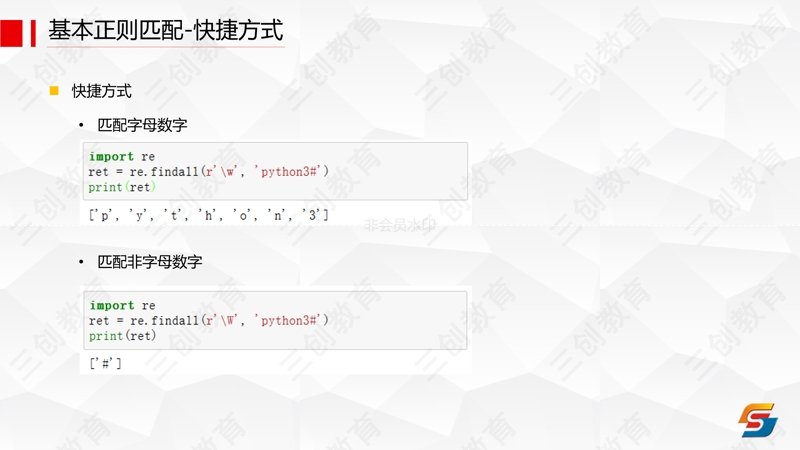 基本正则匹配-快捷方式
快捷方式
• 匹配字母数字
import re
ret = re.findall(r'\w', 'python3#')
print(ret)
['p', 'y', 't', 'h', 'o', 'n', '3']
非会员水印
• 匹配非字母数字
import re
ret = re.findall(r'\W', 'python3#')
print(ret)
['#']
三创教育